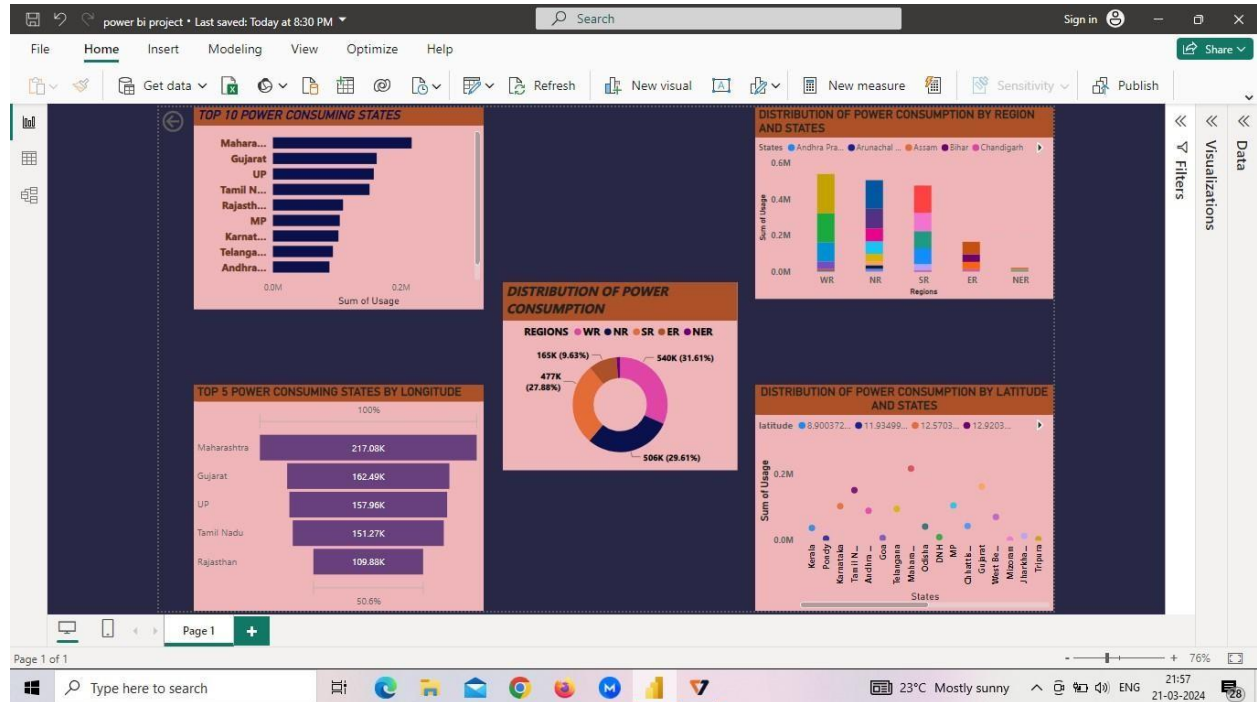 power bi project • Last saved: Today at 8:30 PM
Search
Sign in
File Home Insert Modeling View Optimize Help
Share
Get data
Refresh
New visual
New measure
Sensitivity
Publish
TOP 10 POWER CONSUMING STATES
Mahara...
Gujarat
UP
Tamil N...
Rajasth...
MP
Karnat...
Telanga...
Andhra...
0.0M 0.2M
Sum of Usage
DISTRIBUTION OF POWER CONSUMPTION BY REGION
AND STATES
States Andhra Pra... Arunachal ... Assam Bihar Chandigarh
0.6M
0.4M
0.2M
0.0M
Sum of Usage
WR NR SR ER NER
Regions
DISTRIBUTION OF POWER
CONSUMPTION
REGIONS WR NR SR ER NER
165K (9.63%)
540K (31.61%)
477K
(27.88%)
506K (29.61%)
TOP 5 POWER CONSUMING STATES BY LONGITUDE
100%
Maharashtra 217.08K
Gujarat 162.49K
UP 157.96K
Tamil Nadu 151.27K
Rajasthan 109.88K
50.6%
DISTRIBUTION OF POWER CONSUMPTION BY LATITUDE
AND STATES
latitude 8.900372... 11.93499... 12.5703... 12.9203...
0.2M
0.0M
Sum of Usage
Kerala
Pondy
Karnataka
Tamil N...
Andhra ...
Goa
Telangana
Mahara...
Odisha
DNH
MP
Chhattis...
Gujarat
West Be...
Mizoram
Jharkha...
Tripura
States
Filters
Visualizations
Data
Page 1
Page 1 of 1
76%
Type here to search
23°C Mostly sunny
ENG
21:57
21-03-2024
28